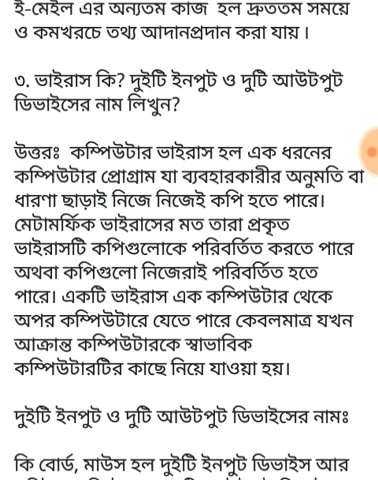 ই-মেইল এর অন্যতম কাজ হল দ্রুততম সময়ে
ও কমখরচে তথ্য আদানপ্রদান করা যায়।
৩. ভাইরাস কি? দুইটি ইনপুট ও দুটি আউটপুট
ডিভাইসের নাম লিখুন?
উত্তরঃ কম্পিউটার ভাইরাস হল এক ধরনের
কম্পিউটার প্রোগ্রাম যা ব্যবহারকারীর অনুমতি বা
ধারণা ছাড়াই নিজে নিজেই কপি হতে পারে।
মেটামর্ফিক ভাইরাসের মত তারা প্রকৃত
ভাইরাসটি কপিগুলোকে পরিবর্তিত করতে পারে
অথবা কপিগুলো নিজেরাই পরিবর্তিত হতে
পারে। একটি ভাইরাস এক কম্পিউটার থেকে
অপর কম্পিউটারে যেতে পারে কেবলমাত্র যখন
আক্রান্ত কম্পিউটারকে স্বাভাবিক
কম্পিউটারটির কাছে নিয়ে যাওয়া হয়।
দুইটি ইনপুট ও দুটি আউটপুট ডিভাইসের নামঃ
কি বোর্ড, মাউস হল দুইটি ইনপুট ডিভাইস আর